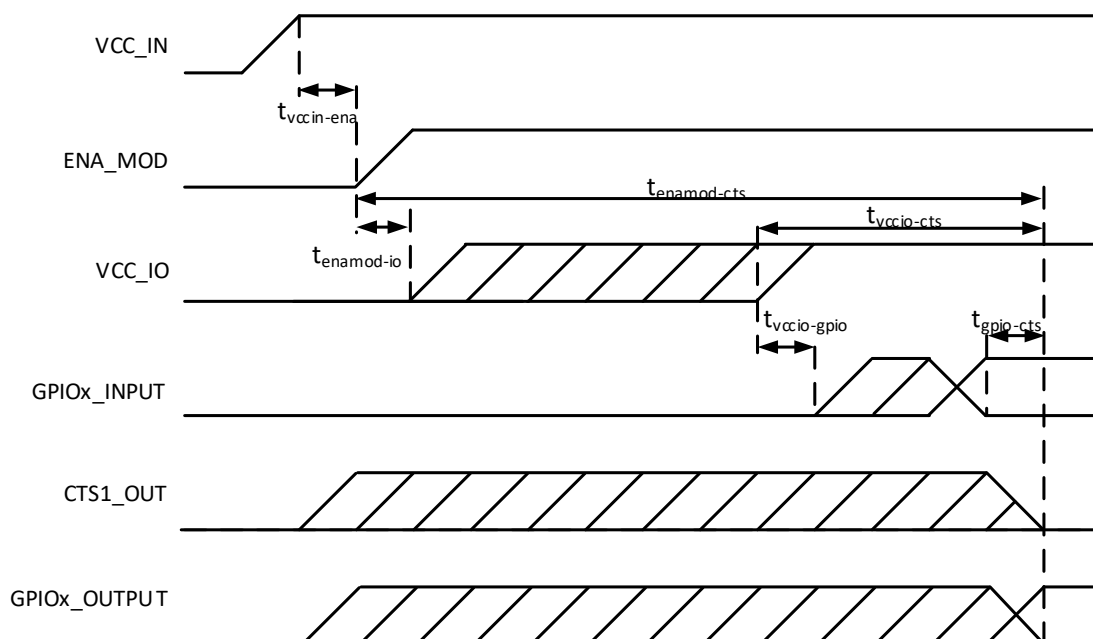 VCC_IN
tvccin-ena
ENA_MOD
tenamod-cts
tvccio-cts
tenamod-io
VCC_IO
tvccio-gpio
tgpio-cts
GPIOx_INPUT
CTS1_OUT
GPIOx_OUTPUT